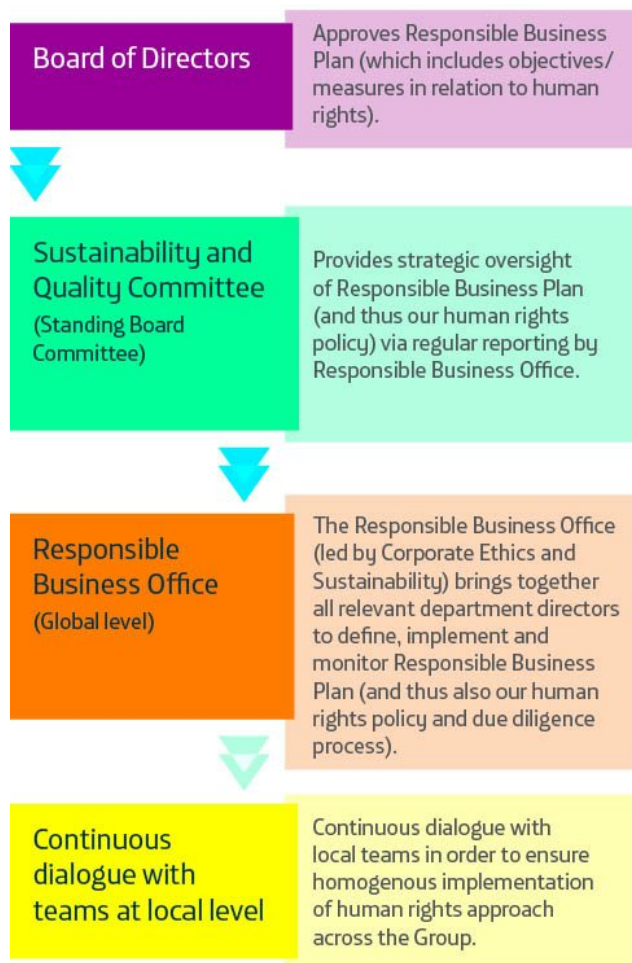 Board of Directors
Approves Responsible Business
Plan (which includes objectives/
measures in relation to human
rights).
Sustainability and
Quality Committee
(Standing Board
Committee)
Provides strategic oversight
of Responsible Business Plan
(and thus our human rights
policy) via regular reporting by
Responsible Business Office.
Responsible
Business Office
(Global level)
The Responsible Business Office
(led by Corporate Ethics and
Sustainability) brings together
all relevant department directors
to define, implement and
monitor Responsible Business
Plan (and thus also our human
rights policy and due diligence
process).
Continuous
dialogue with
teams at local level
Continuous dialogue with
local teams in order to ensure
homogenous implementation
of human rights approach
across the Group.